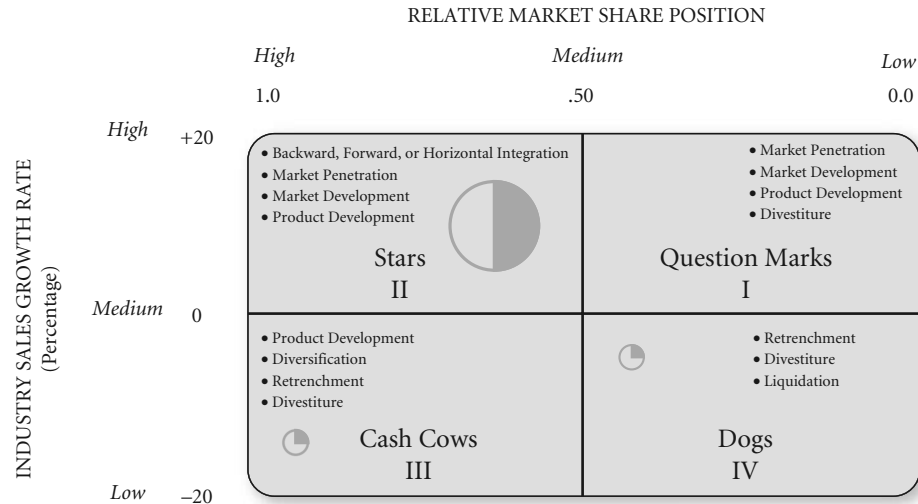 RELATIVE MARKET SHARE POSITION
High
Medium
Low
1.0
.50
0.0
INDUSTRY SALES GROWTH RATE
(Percentage)
High
+20
Medium
0
Low
–20
• Backward, Forward, or Horizontal Integration
• Market Penetration
• Market Development
• Product Development
Stars
II
• Market Penetration
• Market Development
• Product Development
• Divestiture
Question Marks
I
• Product Development
• Diversification
• Retrenchment
• Divestiture
Cash Cows
III
• Retrenchment
• Divestiture
• Liquidation
Dogs
IV